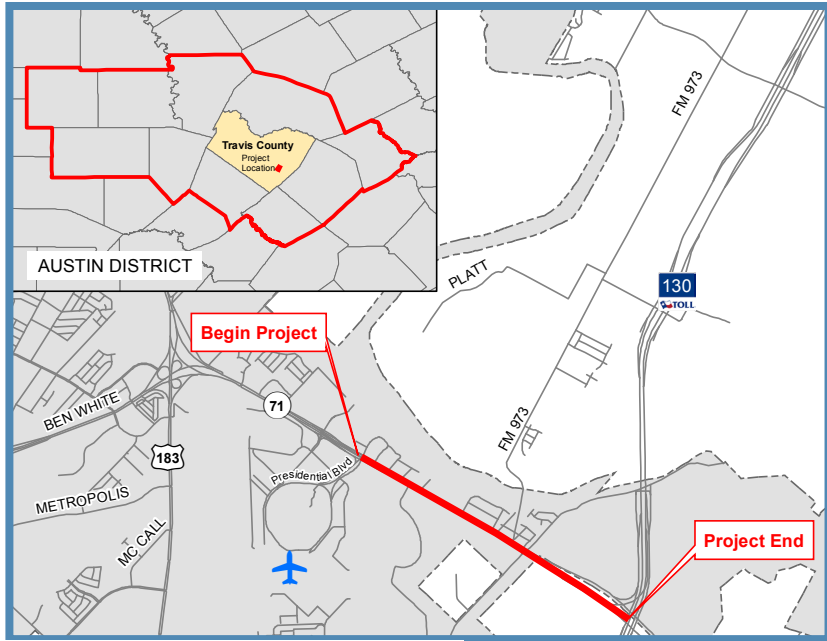 Travis County
Project
Location
AUSTIN DISTRICT
FM 973
PLATT
130
TOLL
Begin Project
71
BEN WHITE
183
FM 973
Presidential Blvd
METROPOLIS
MC CALL
Project End